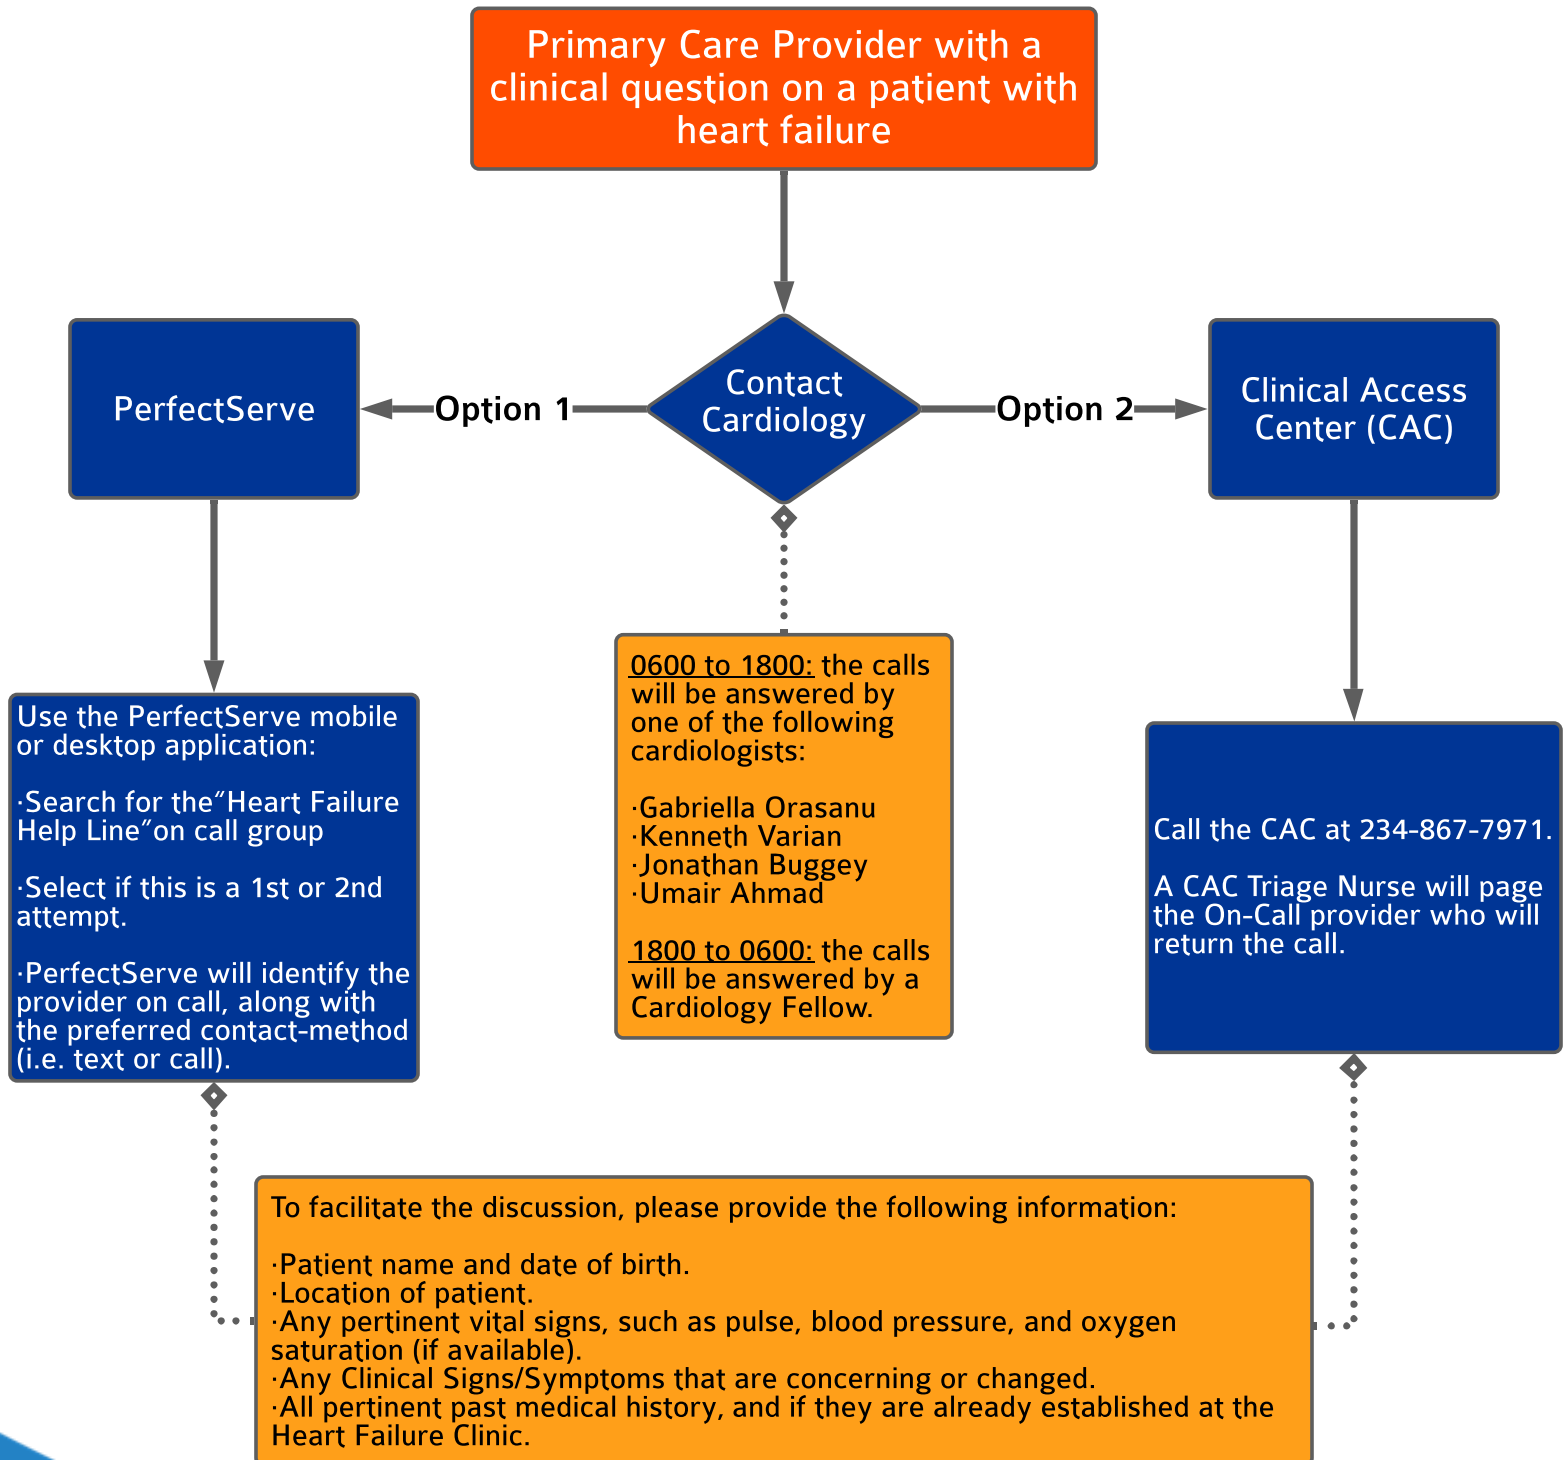 Primary Care Provider with a
clinical question on a patient with
heart failure
PerfectServe
Option 1
Contact
Cardiology
Option 2
Clinical Access
Center (CAC)
Use the PerfectServe mobile
or desktop application:
·Search for the“Heart Failure
Help Line”on call group
·Select if this is a 1st or 2nd
attempt.
·PerfectServe will identify the
provider on call, along with
the preferred contact-method
(i.e. text or call).
0600 to 1800: the calls
will be answered by
one of the following
cardiologists:
·Gabriella Orasanu
·Kenneth Varian
·Jonathan Buggey
·Umair Ahmad
1800 to 0600: the calls
will be answered by a
Cardiology Fellow.
Call the CAC at 234-867-7971.
A CAC Triage Nurse will page
the On-Call provider who will
return the call.
To facilitate the discussion, please provide the following information:
·Patient name and date of birth.
·Location of patient.
·Any pertinent vital signs, such as pulse, blood pressure, and oxygen
saturation (if available).
·Any Clinical Signs/Symptoms that are concerning or changed.
·All pertinent past medical history, and if they are already established at the
Heart Failure Clinic.